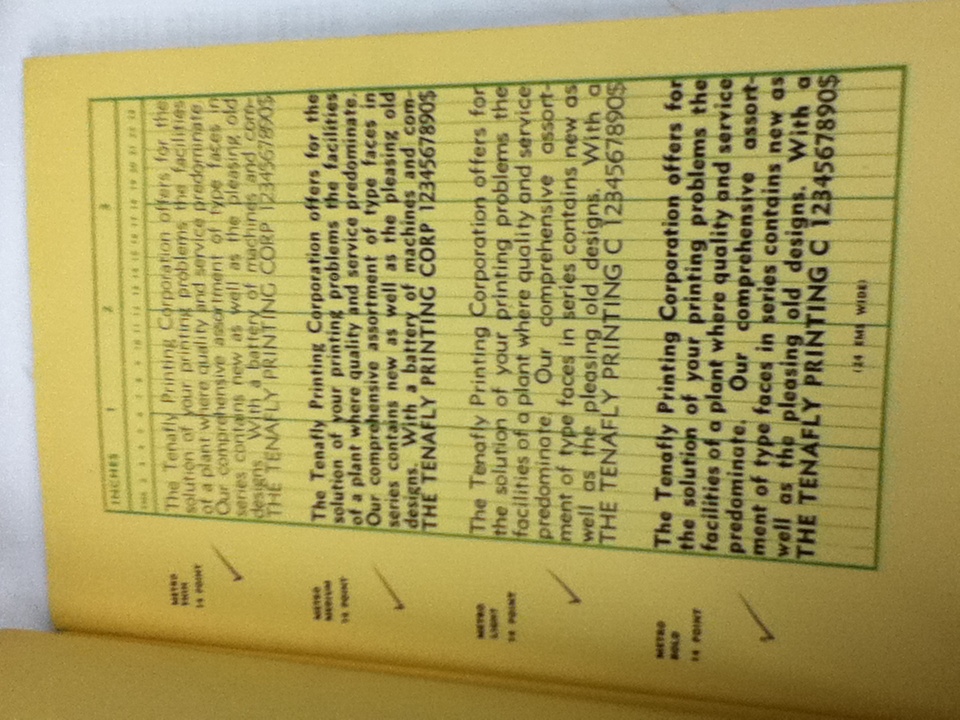 INCHES 1 2 3
METRO
THIN
14 POINT
The Tenafly Printing Corporation offers for the
solution of your printing problems the facilities
of a plant where quality and service predominate.
Our comprehensive assortment of type faces in
series contains new as well as the pleasing old
designs. With a battery of machines and com-
THE TENAFLY PRINTING CORP 1234567890$
METRO
MEDIUM
14 POINT
The Tenafly Printing Corporation offers for the
solution of your printing problems the facilities
of a plant where quality and service predominate.
Our comprehensive assortment of type faces in
series contains new as well as the pleasing old
designs. With a battery of machines and com-
THE TENAFLY PRINTING CORP 1234567890$
METRO
LIGHT
14 POINT
The Tenafly Printing Corporation offers for
the solution of your printing problems the
facilities of a plant where quality and service
predominate. Our comprehensive assort-
ment of type faces in series contains new as
well as the pleasing old designs. With a
THE TENAFLY PRINTING C 1234567890$
METRO
BOLD
14 POINT
The Tenafly Printing Corporation offers for
the solution of your printing problems the
facilities of a plant where quality and service
predominate. Our comprehensive assort-
ment of type faces in series contains new as
well as the pleasing old designs. With a
THE TENAFLY PRINTING C 1234567890$
(24 EMS WIDE)